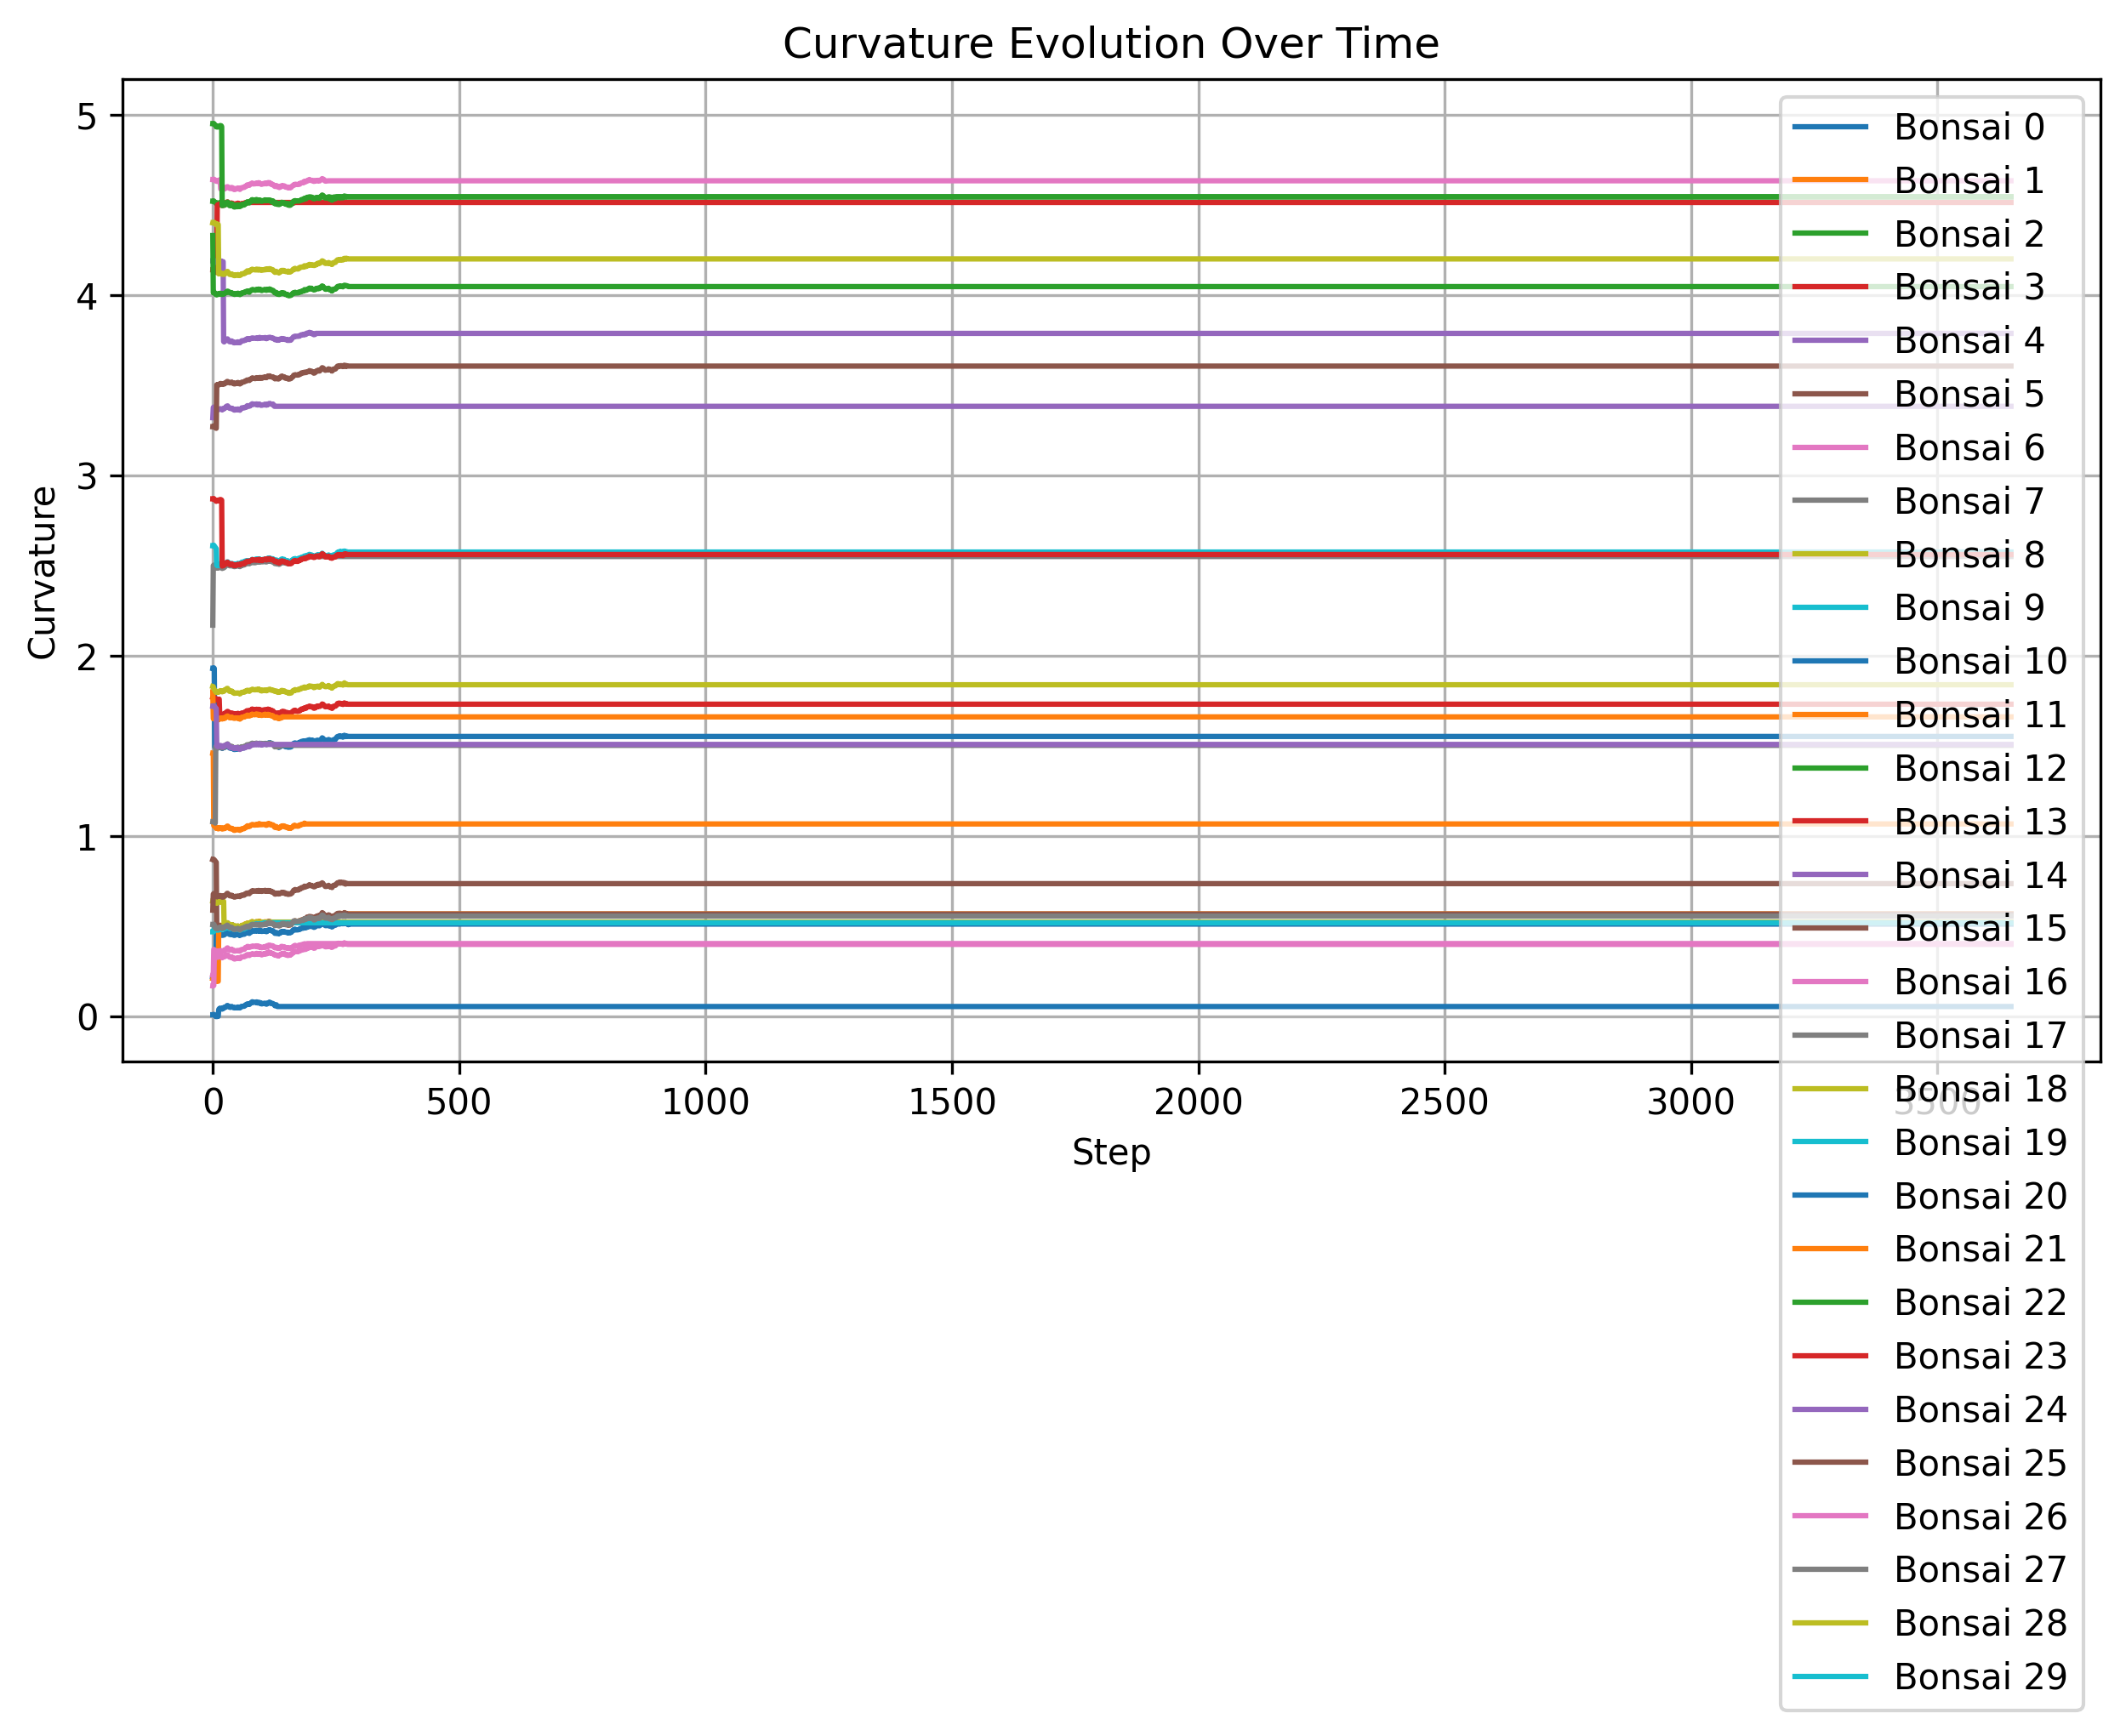 Curvature Evolution Over Time
Curvature
5
4
3
2
1
0
0
500
1000
1500
2000
2500
3000
3500
Step
Bonsai 0
Bonsai 1
Bonsai 2
Bonsai 3
Bonsai 4
Bonsai 5
Bonsai 6
Bonsai 7
Bonsai 8
Bonsai 9
Bonsai 10
Bonsai 11
Bonsai 12
Bonsai 13
Bonsai 14
Bonsai 15
Bonsai 16
Bonsai 17
Bonsai 18
Bonsai 19
Bonsai 20
Bonsai 21
Bonsai 22
Bonsai 23
Bonsai 24
Bonsai 25
Bonsai 26
Bonsai 27
Bonsai 28
Bonsai 29